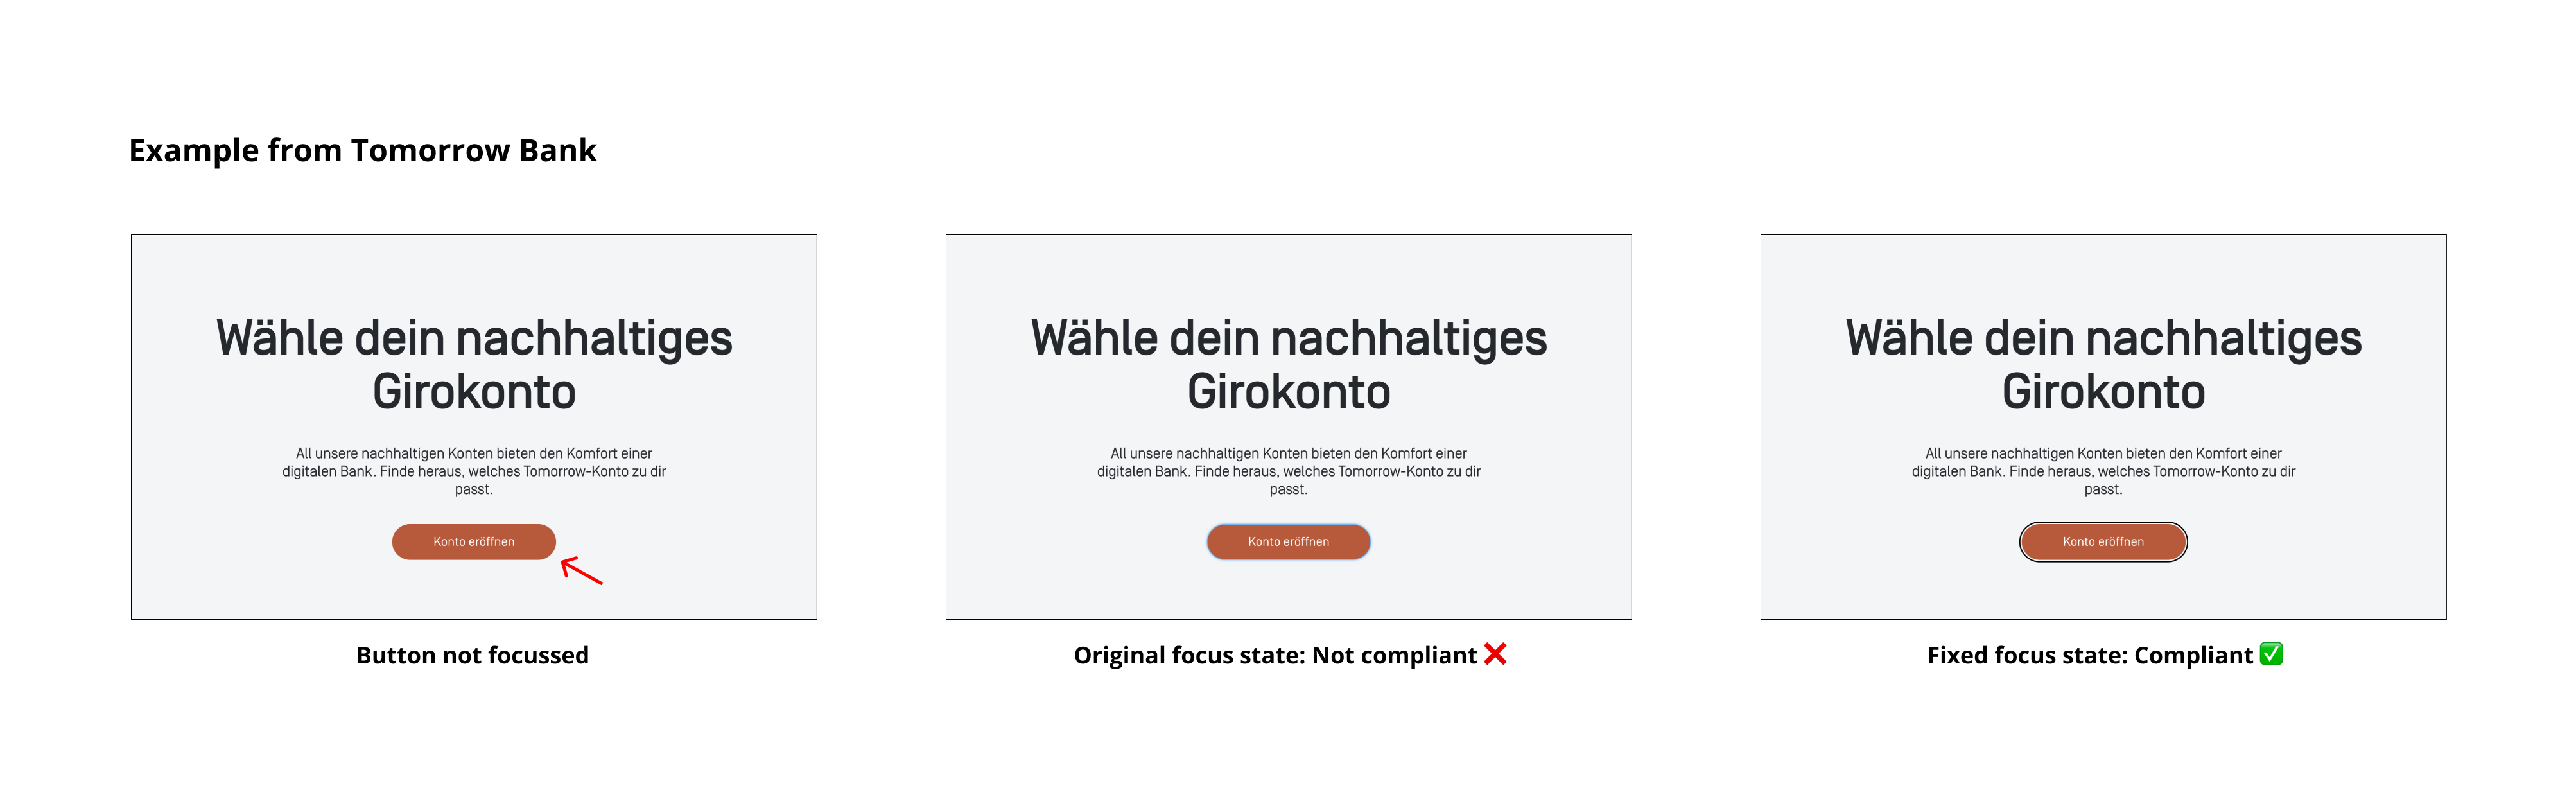 Example from Tomorrow Bank
Wähle dein nachhaltiges
Girokonto
All unsere nachhaltigen Konten bieten den Komfort einer
digitalen Bank. Finde heraus, welches Tomorrow-Konto zu dir
passt.
Konto eröffnen
Button not focussed
Wähle dein nachhaltiges
Girokonto
All unsere nachhaltigen Konten bieten den Komfort einer
digitalen Bank. Finde heraus, welches Tomorrow-Konto zu dir
passt.
Konto eröffnen
Original focus state: Not compliant ❌
Wähle dein nachhaltiges
Girokonto
All unsere nachhaltigen Konten bieten den Komfort einer
digitalen Bank. Finde heraus, welches Tomorrow-Konto zu dir
passt.
Konto eröffnen
Fixed focus state: Compliant ✅